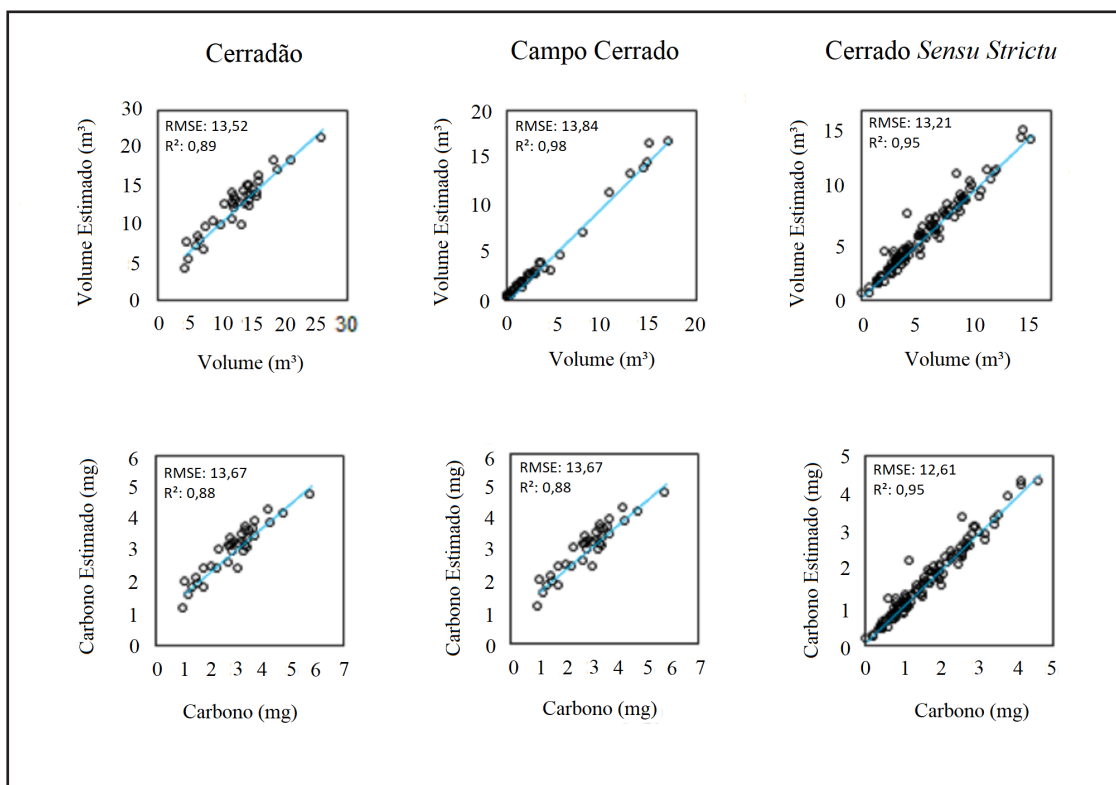 Cerradão
Campo Cerrado
Cerrado Sensu Strictu
Volume Estimado (m³)
30
20
15
10
5
0
RMSE: 13,52
R²: 0,89
0 5 10 15 20 25 30
Volume (m³)
Volume Estimado (m³)
20
15
10
5
0
RMSE: 13,84
R²: 0,98
0 5 10 15 20
Volume (m³)
Volume Estimado (m³)
15
10
5
0
RMSE: 13,21
R²: 0,95
0 5 10 15
Volume (m³)
Carbono Estimado (mg)
6
5
4
3
2
1
0
RMSE: 13,67
R²: 0,88
0 1 2 3 4 5 6 7
Carbono (mg)
Carbono Estimado (mg)
6
5
4
3
2
1
0
RMSE: 13,67
R²: 0,88
0 1 2 3 4 5 6 7
Carbono (mg)
Carbono Estimado (mg)
5
4
3
2
1
0
RMSE: 12,61
R²: 0,95
0 1 2 3 4 5
Carbono (mg)